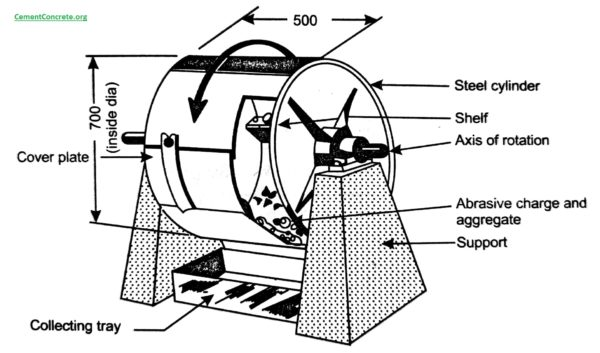 CementConcrete.org
500
700
(inside dia)
Steel cylinder
Shelf
Axis of rotation
Cover plate
Abrasive charge and
aggregate
Support
Collecting tray